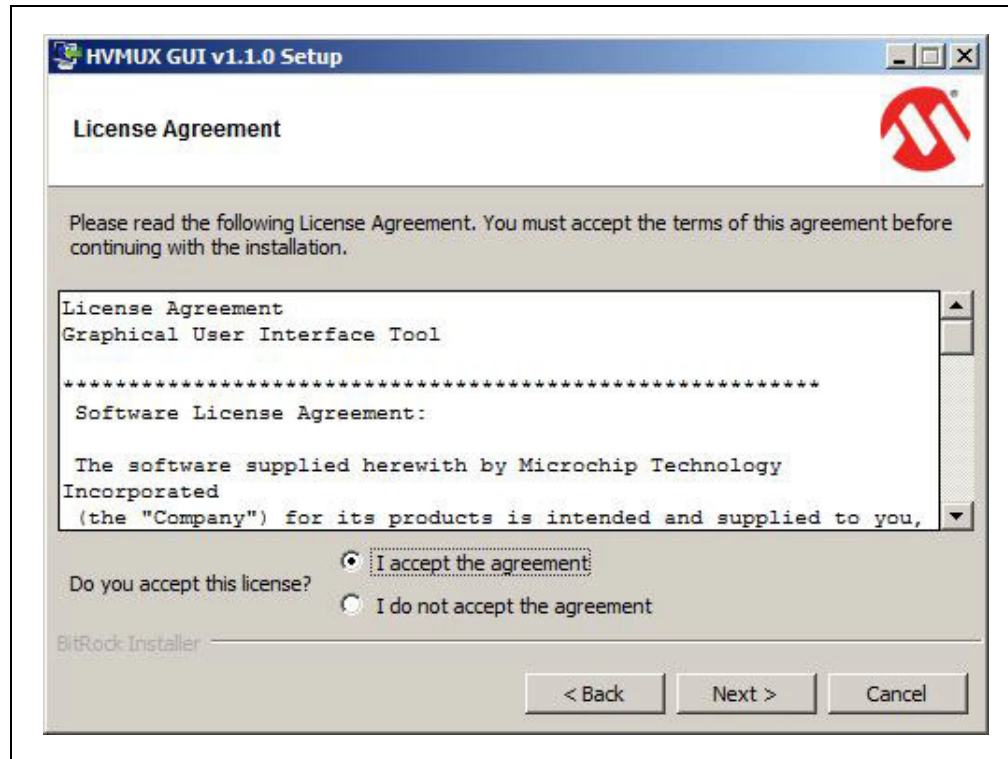 HVMUX GUI v1.1.0 Setup
License Agreement
Please read the following License Agreement. You must accept the terms of this agreement before
continuing with the installation.
License Agreement
Graphical User Interface Tool
**********************************************************
Software License Agreement:
The software supplied herewith by Microchip Technology
Incorporated
(the "Company") for its products is intended and supplied to you,
Do you accept this license?
I accept the agreement
I do not accept the agreement
BitRock Installer
< Back
Next >
Cancel